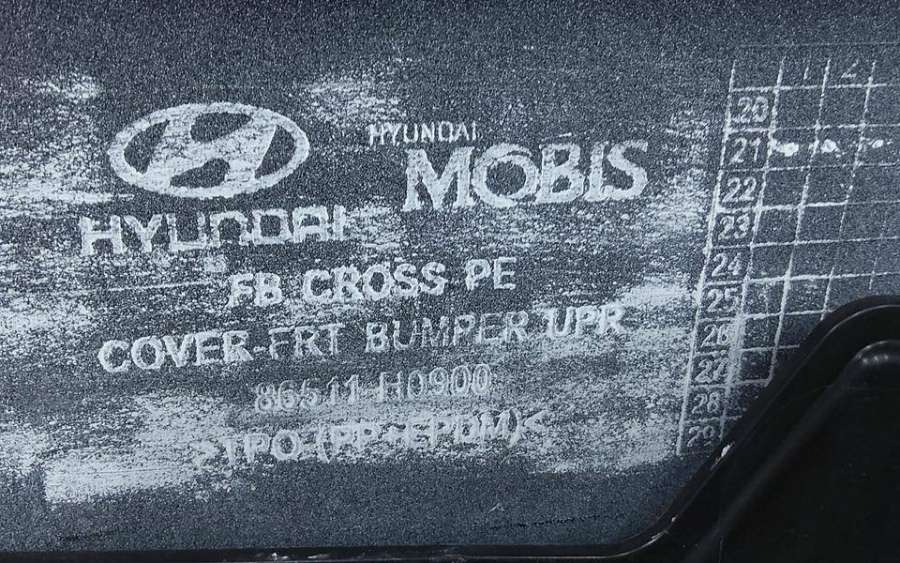 HYUNDAI
HYUNDAI
MOBIS
FB CROSS PE
COVER-FRT BUMPER UPR
86511-H0900
>TPO-(PP+EPDM)<
1 2
20
21
22
23
24
25
26
27
28
29